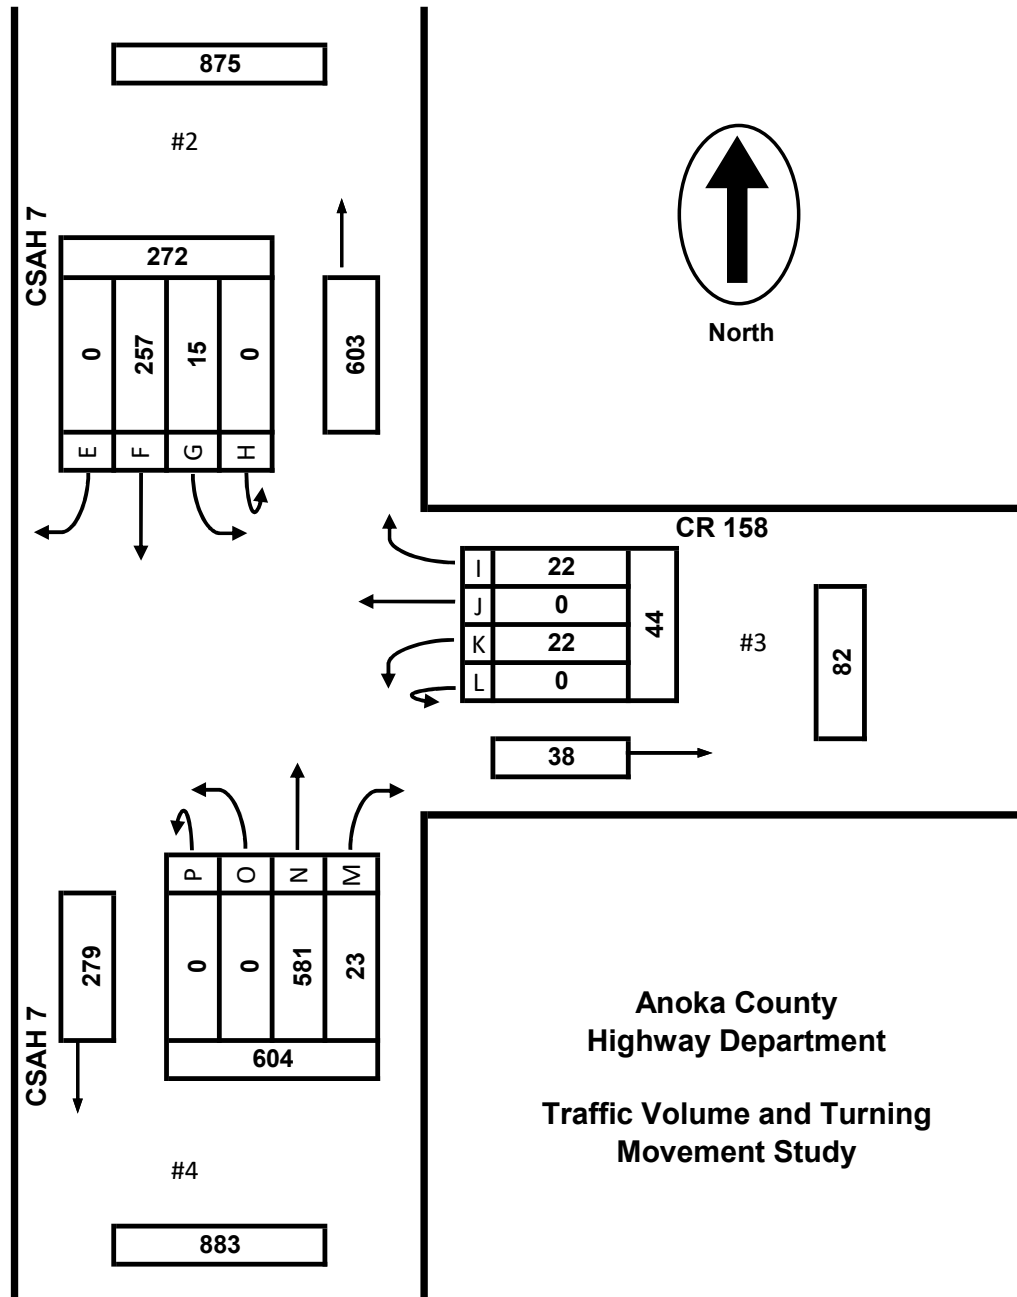 875
#2
CSAH 7
272
0
257
15
0
E
F
G
H
603
North
CR 158
I 22
J 0
K 22
L 0
44
#3
82
38
P
O
N
M
0
0
581
23
604
279
CSAH 7
#4
883
Anoka County
Highway Department
Traffic Volume and Turning
Movement Study